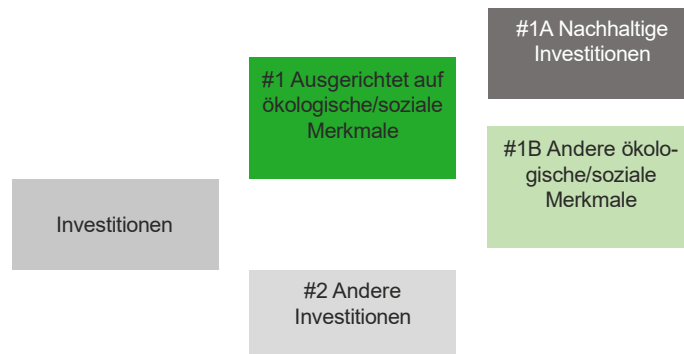 #1A Nachhaltige
Investitionen
#1 Ausgerichtet auf
ökologische/soziale
Merkmale
#1B Andere ökolo-
gische/soziale
Merkmale
Investitionen
#2 Andere
Investitionen